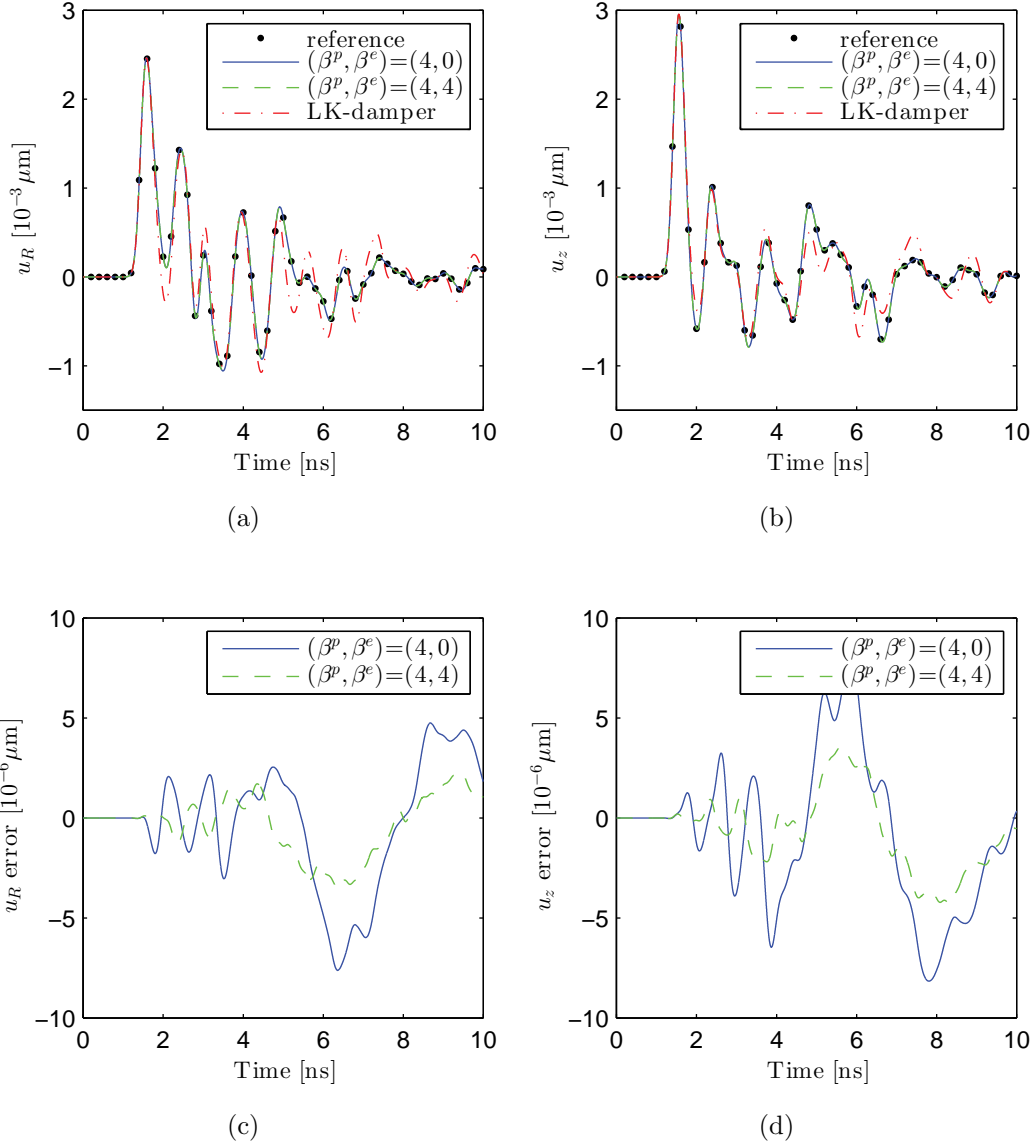 3
2
1
0
−1
u_R [10^{−3} μm]
reference
(β^p, β^e)=(4, 0)
(β^p, β^e)=(4, 4)
LK-damper
0 2 4 6 8 10
Time [ns]
(a)
3
2
1
0
−1
u_z [10^{−3} μm]
reference
(β^p, β^e)=(4, 0)
(β^p, β^e)=(4, 4)
LK-damper
0 2 4 6 8 10
Time [ns]
(b)
10
5
0
−5
−10
u_R error [10^{−6} μm]
(β^p, β^e)=(4, 0)
(β^p, β^e)=(4, 4)
0 2 4 6 8 10
Time [ns]
(c)
10
5
0
−5
−10
u_z error [10^{−6} μm]
(β^p, β^e)=(4, 0)
(β^p, β^e)=(4, 4)
0 2 4 6 8 10
Time [ns]
(d)